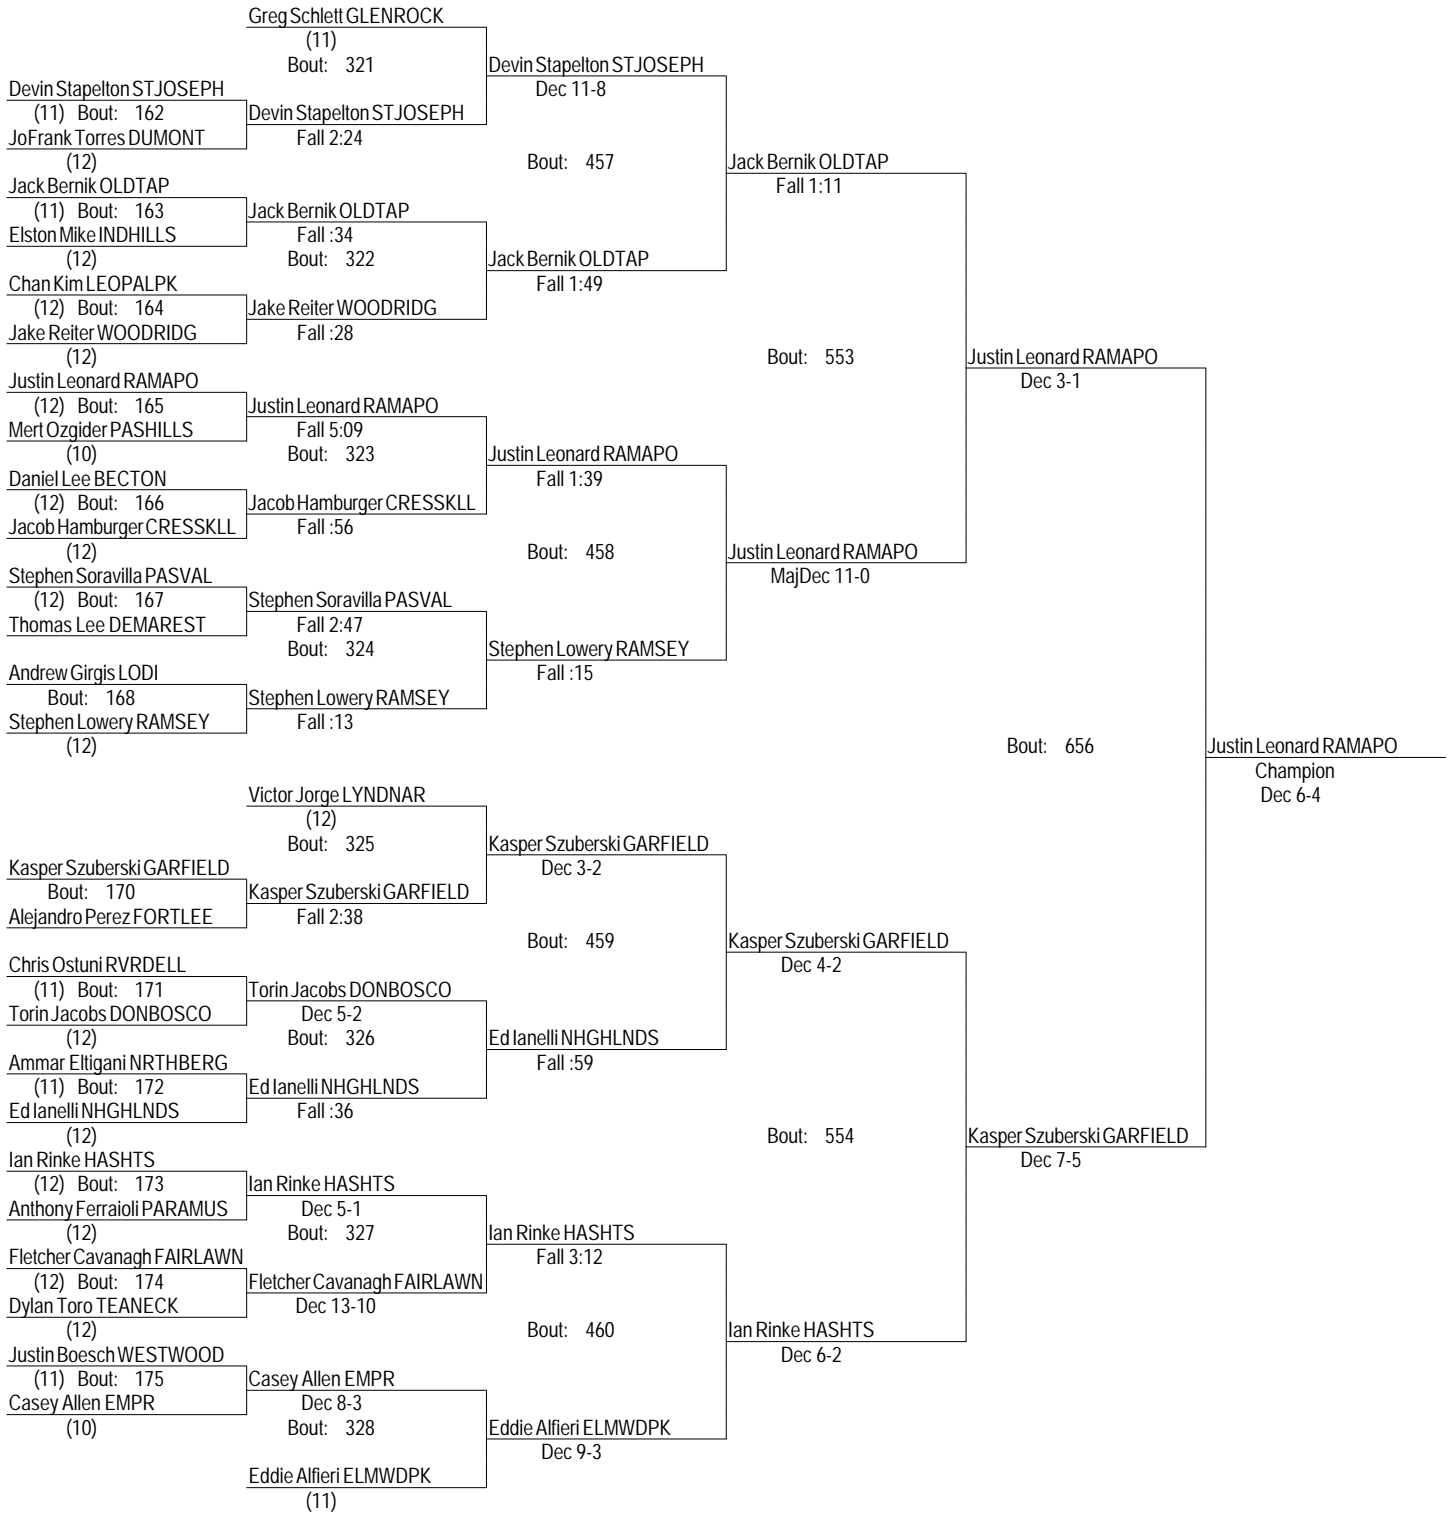 Greg Schlett GLENROCK
(11)
Bout: 321
Devin Stapelton STJOSEPH
Devin Stapelton STJOSEPH
Dec 11-8
(11) Bout: 162
Devin Stapelton STJOSEPH
JoFrank Torres DUMONT
Fall 2:24
(12)
Bout: 457
Jack Bernik OLDTAP
Jack Bernik OLDTAP
Fall 1:11
(11) Bout: 163
Jack Bernik OLDTAP
Elston Mike INDHILLS
Fall :34
(12)
Bout: 322
Jack Bernik OLDTAP
Chan Kim LEOPALPK
Fall 1:49
(12) Bout: 164
Jake Reiter WOODRIDG
Jake Reiter WOODRIDG
Fall :28
(12)
Bout: 553
Justin Leonard RAMAPO
Justin Leonard RAMAPO
Dec 3-1
(12) Bout: 165
Justin Leonard RAMAPO
Mert Ozgider PASHILLS
Fall 5:09
(10)
Bout: 323
Justin Leonard RAMAPO
Daniel Lee BECTON
Fall 1:39
(12) Bout: 166
Jacob Hamburger CRESSKLL
Jacob Hamburger CRESSKLL
Fall :56
(12)
Bout: 458
Justin Leonard RAMAPO
Stephen Soravilla PASVAL
MajDec 11-0
(12) Bout: 167
Stephen Soravilla PASVAL
Thomas Lee DEMAREST
Fall 2:47
Bout: 324
Stephen Lowery RAMSEY
Andrew Girgis LODI
Fall :15
Bout: 168
Stephen Lowery RAMSEY
Stephen Lowery RAMSEY
Fall :13
(12)
Bout: 656
Justin Leonard RAMAPO
Champion
Dec 6-4
Victor Jorge LYNDNAR
(12)
Bout: 325
Kasper Szuberski GARFIELD
Kasper Szuberski GARFIELD
Dec 3-2
Bout: 170
Kasper Szuberski GARFIELD
Alejandro Perez FORTLEE
Fall 2:38
Bout: 459
Kasper Szuberski GARFIELD
Chris Ostuni RVRDELL
Dec 4-2
(11) Bout: 171
Torin Jacobs DONBOSCO
Torin Jacobs DONBOSCO
Dec 5-2
(12)
Bout: 326
Ed Ianelli NHGHLNDS
Ammar Eltigani NRTHBERG
Fall :59
(11) Bout: 172
Ed Ianelli NHGHLNDS
Ed Ianelli NHGHLNDS
Fall :36
(12)
Bout: 554
Kasper Szuberski GARFIELD
Ian Rinke HASHTS
Dec 7-5
(12) Bout: 173
Ian Rinke HASHTS
Anthony Ferraioli PARAMUS
Dec 5-1
(12)
Bout: 327
Ian Rinke HASHTS
Fletcher Cavanagh FAIRLAWN
Fall 3:12
(12) Bout: 174
Fletcher Cavanagh FAIRLAWN
Dylan Toro TEANECK
Dec 13-10
(12)
Bout: 460
Ian Rinke HASHTS
Justin Boesch WESTWOOD
Dec 6-2
(11) Bout: 175
Casey Allen EMPR
Casey Allen EMPR
Dec 8-3
(10)
Bout: 328
Eddie Alfieri ELMWDPK
Dec 9-3
Eddie Alfieri ELMWDPK
(11)